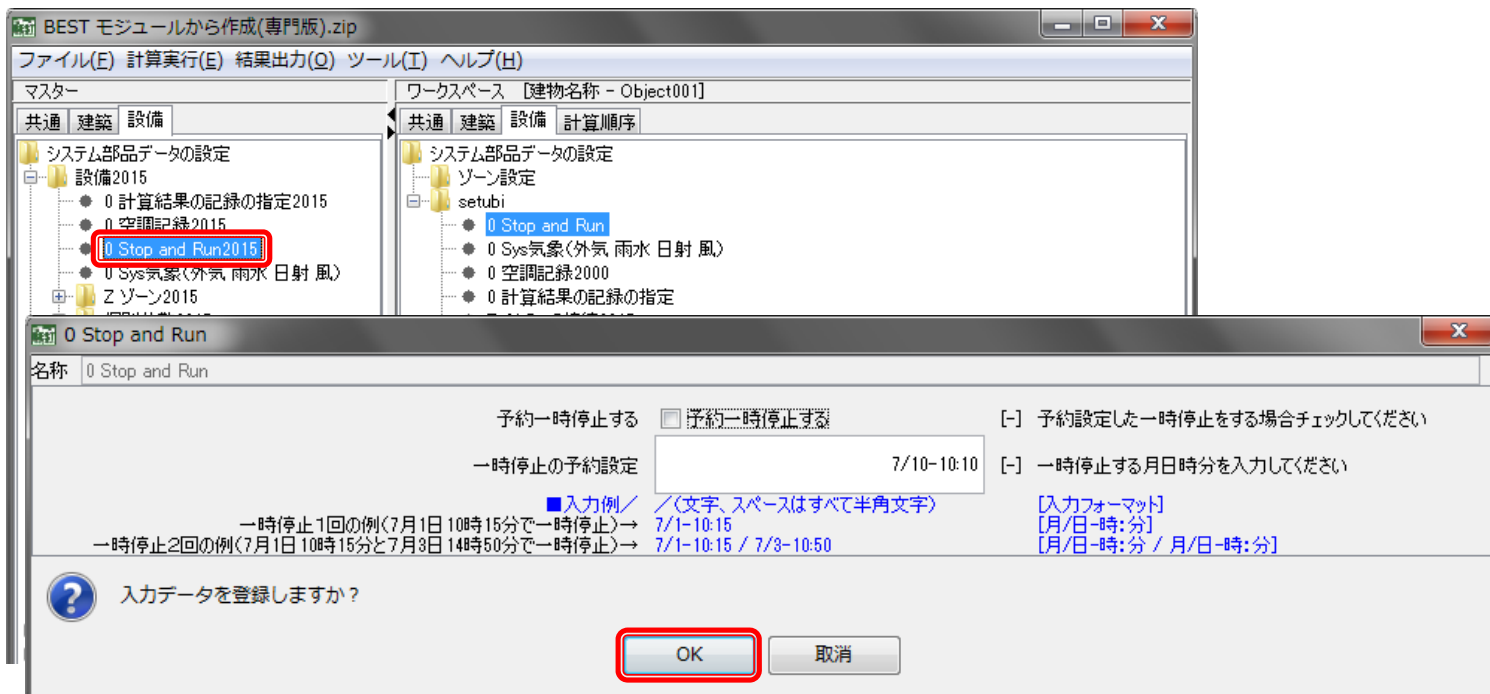 BEST モジュールから作成(専門版).zip
ファイル(F) 計算実行(E) 結果出力(O) ツール(T) ヘルプ(H)
マスター
共通 建築 設備
システム部品データの設定
設備2015
0 計算結果の記録の指定2015
0 空調記録2015
0 Stop and Run2015
0 Sys気象(外気 雨水 日射 風)
Z ゾーン2015
ワークスペース [建物名称 - Object001]
共通 建築 設備 計算順序
システム部品データの設定
ゾーン設定
setubi
0 Stop and Run
0 Sys気象(外気 雨水 日射 風)
0 空調記録2000
0 計算結果の記録の指定
0 Stop and Run
名称 0 Stop and Run
予約一時停止する 予約一時停止する [-] 予約設定した一時停止をする場合チェックしてください
一時停止の予約設定 7/10-10:10 [-] 一時停止する月日時分を入力してください
■入力例／ ／(文字、スペースはすべて半角文字) [入力フォーマット]
一時停止1回の例(7月1日10時15分で一時停止)→ 7/1-10:15 [月/日-時:分]
一時停止2回の例(7月1日10時15分と7月3日14時50分で一時停止)→ 7/1-10:15 / 7/3-10:50 [月/日-時:分 / 月/日-時:分]
入力データを登録しますか？
OK 取消